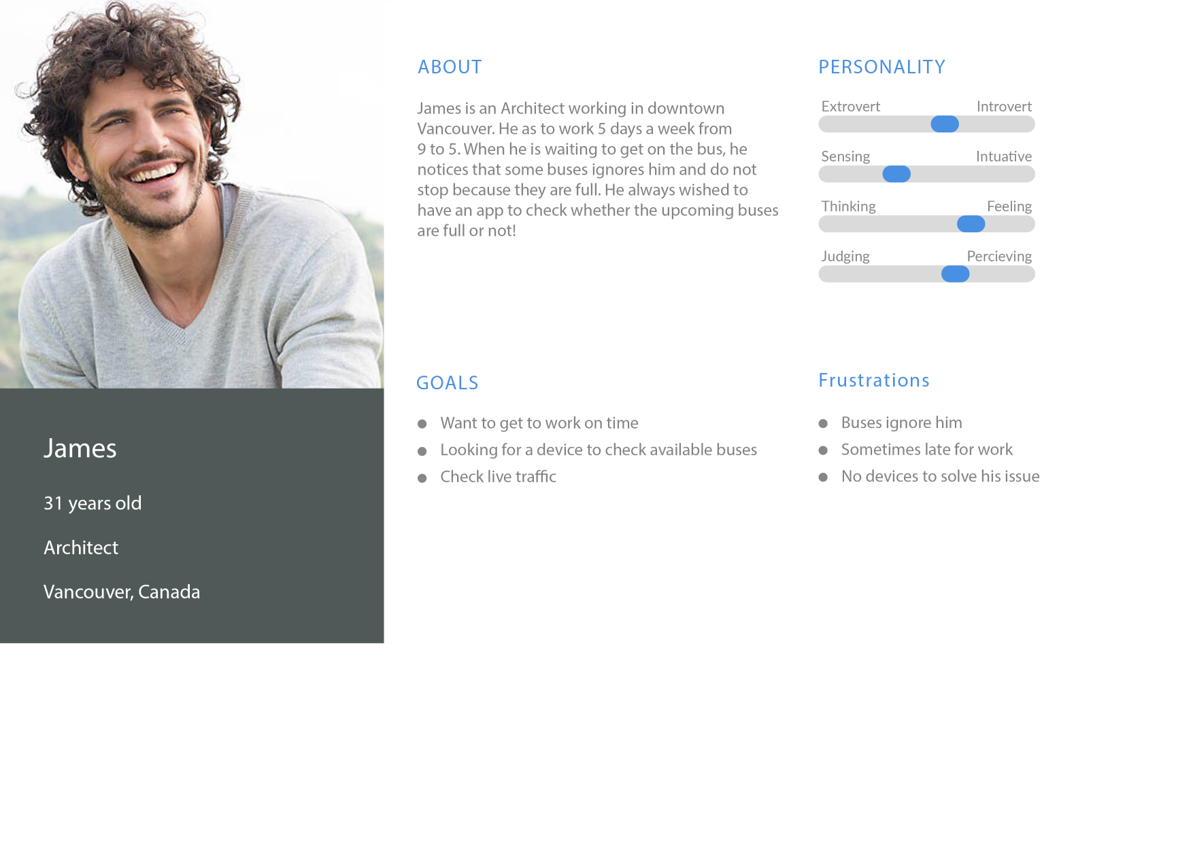 ABOUT
James is an Architect working in downtown
Vancouver. He as to work 5 days a week from
9 to 5. When he is waiting to get on the bus, he
notices that some buses ignores him and do not
stop because they are full. He always wished to
have an app to check whether the upcoming buses
are full or not!
PERSONALITY
Extrovert Introvert
Sensing Intuative
Thinking Feeling
Judging Percieving
James
31 years old
Architect
Vancouver, Canada
GOALS
Want to get to work on time
Looking for a device to check available buses
Check live traffic
Frustrations
Buses ignore him
Sometimes late for work
No devices to solve his issue